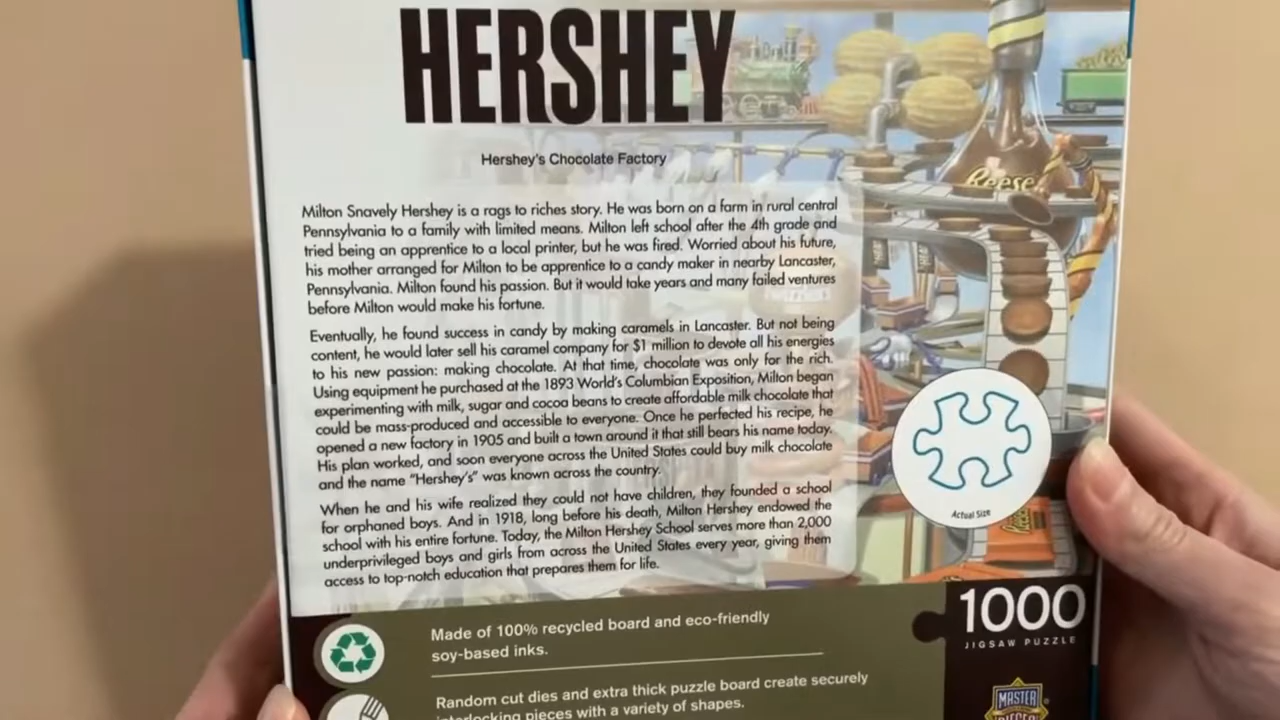 HERSHEY
Hershey's Chocolate Factory
Reese
Milton Snavely Hershey is a rags to riches story. He was born on a farm in rural central
Pennsylvania to a family with limited means. Milton left school after the 4th grade and
tried being an apprentice to a local printer, but he was fired. Worried about his future,
his mother arranged for Milton to be apprentice to a candy maker in nearby Lancaster,
Pennsylvania. Milton found his passion. But it would take years and many failed ventures
before Milton would make his fortune.
Eventually, he found success in candy by making caramels in Lancaster. But not being
content, he would later sell his caramel company for $1 million to devote all his energies
to his new passion: making chocolate. At that time, chocolate was only for the rich.
Using equipment he purchased at the 1893 World's Columbian Exposition, Milton began
experimenting with milk, sugar and cocoa beans to create affordable milk chocolate that
could be mass-produced and accessible to everyone. Once he perfected his recipe, he
opened a new factory in 1905 and built a town around it that still bears his name today.
His plan worked, and soon everyone across the United States could buy milk chocolate
and the name "Hershey's" was known across the country.
When he and his wife realized they could not have children, they founded a school
for orphaned boys. And in 1918, long before his death, Milton Hershey endowed the
school with his entire fortune. Today, the Milton Hershey School serves more than 2,000
underprivileged boys and girls from across the United States every year, giving them
access to top-notch education that prepares them for life.
Actual Size
1000
JIGSAW PUZZLE
Made of 100% recycled board and eco-friendly
soy-based inks.
Random cut dies and extra thick puzzle board create securely
interlocking pieces with a variety of shapes.
MASTER
PIECES